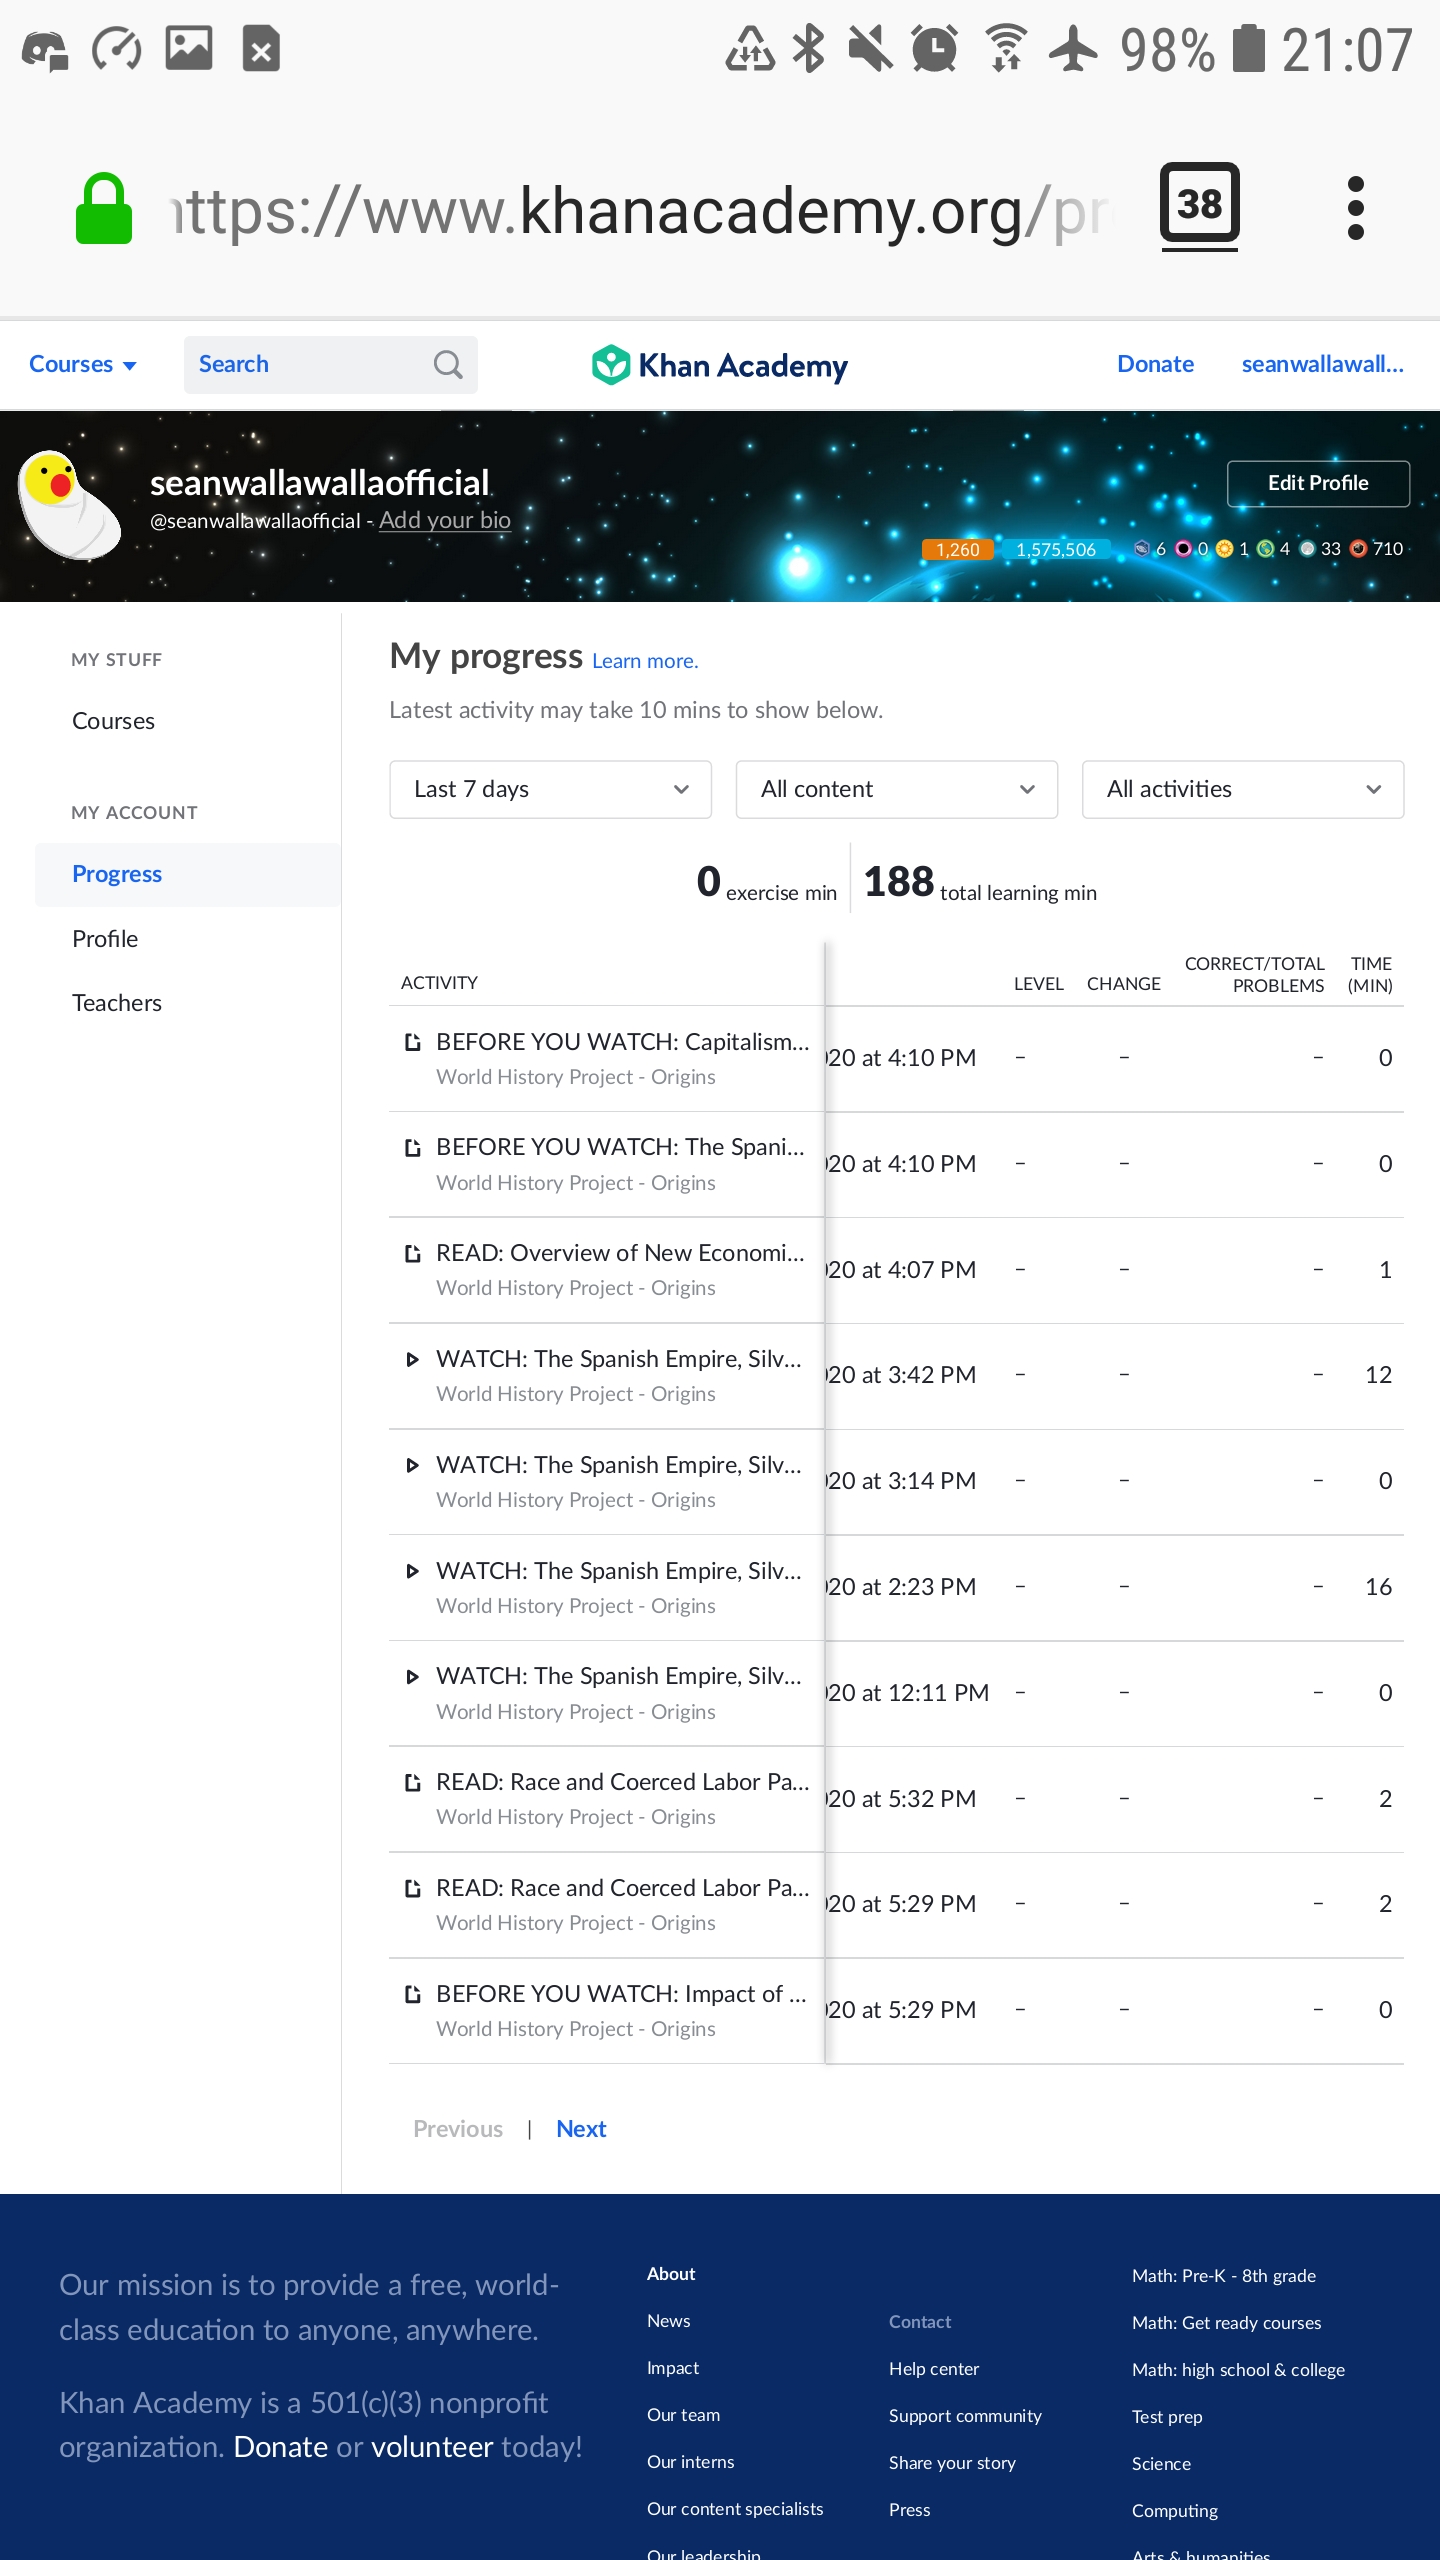 98% 21:07
https://www.khanacademy.org/pr
38
Courses
Search
Khan Academy
Donate
seanwallawall...
seanwallawallaofficial
@seanwallawallaofficial - Add your bio
Edit Profile
1,260
1,575,506
6 0 1 4 33 710
MY STUFF
Courses
MY ACCOUNT
Progress
Profile
Teachers
My progress Learn more.
Latest activity may take 10 mins to show below.
Last 7 days
All content
All activities
0 exercise min
188 total learning min
ACTIVITY LEVEL CHANGE CORRECT/TOTAL PROBLEMS TIME (MIN)
BEFORE YOU WATCH: Capitalism...
World History Project - Origins
20 at 4:10 PM – – – 0
BEFORE YOU WATCH: The Spani...
World History Project - Origins
20 at 4:10 PM – – – 0
READ: Overview of New Economi...
World History Project - Origins
20 at 4:07 PM – – – 1
WATCH: The Spanish Empire, Silv...
World History Project - Origins
20 at 3:42 PM – – – 12
WATCH: The Spanish Empire, Silv...
World History Project - Origins
20 at 3:14 PM – – – 0
WATCH: The Spanish Empire, Silv...
World History Project - Origins
20 at 2:23 PM – – – 16
WATCH: The Spanish Empire, Silv...
World History Project - Origins
20 at 12:11 PM – – – 0
READ: Race and Coerced Labor Pa...
World History Project - Origins
20 at 5:32 PM – – – 2
READ: Race and Coerced Labor Pa...
World History Project - Origins
20 at 5:29 PM – – – 2
BEFORE YOU WATCH: Impact of ...
World History Project - Origins
20 at 5:29 PM – – – 0
Previous | Next
Our mission is to provide a free, world-
class education to anyone, anywhere.
Khan Academy is a 501(c)(3) nonprofit
organization. Donate or volunteer today!
About
News
Impact
Our team
Our interns
Our content specialists
Our leadership
Contact
Help center
Support community
Share your story
Press
Math: Pre-K - 8th grade
Math: Get ready courses
Math: high school & college
Test prep
Science
Computing
Arts & humanities